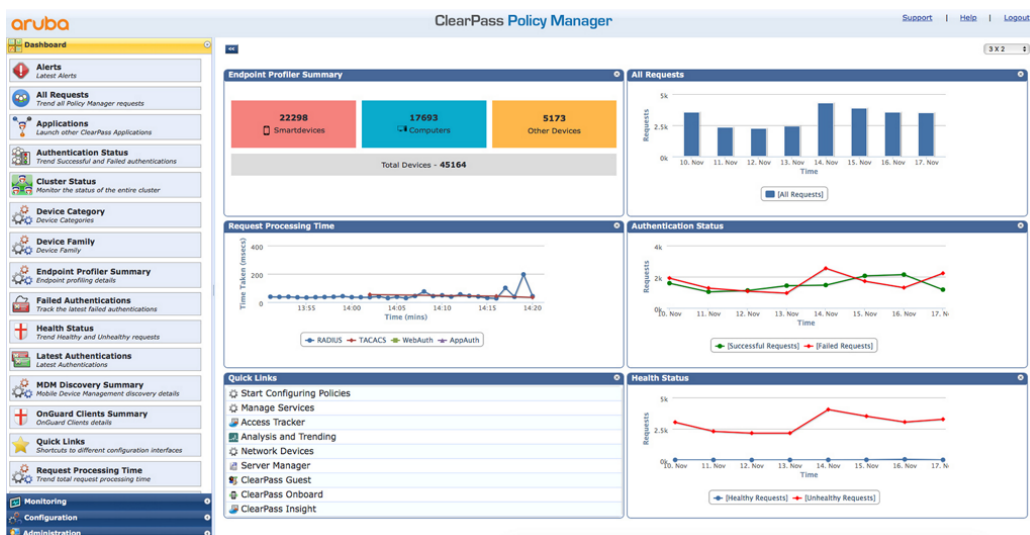 aruba
ClearPass Policy Manager
Support | Help | Logout
Dashboard
Alerts
Latest Alerts
All Requests
Trend all Policy Manager requests
Applications
Launch other ClearPass Applications
Authentication Status
Trend Successful and Failed authentications
Cluster Status
Monitor the status of the entire cluster
Device Category
Device Categories
Device Family
Device Family
Endpoint Profiler Summary
Endpoint profiling details
Failed Authentications
Track the latest failed authentications
Health Status
Trend Healthy and Unhealthy requests
Latest Authentications
Latest Authentications
MDM Discovery Summary
Mobile Device Management discovery details
OnGuard Clients Summary
OnGuard Clients details
Quick Links
Shortcuts to different configuration interfaces
Request Processing Time
Trend total request processing time
Monitoring
Configuration
Administration
3 X 2
Endpoint Profiler Summary
22298
Smartdevices
17693
Computers
5173
Other Devices
Total Devices - 45164
All Requests
Requests
5k
2.5k
0k
10. Nov 11. Nov 12. Nov 13. Nov 14. Nov 15. Nov 16. Nov 17. Nov
Time
[All Requests]
Request Processing Time
Time Taken (msecs)
400
200
0
13:55 14:00 14:05 14:10 14:15 14:20
Time (mins)
RADIUS TACACS WebAuth AppAuth
Authentication Status
Requests
4k
2k
0k
10. Nov 11. Nov 12. Nov 13. Nov 14. Nov 15. Nov 16. Nov 17. N
Time
[Successful Requests] [Failed Requests]
Quick Links
Start Configuring Policies
Manage Services
Access Tracker
Analysis and Trending
Network Devices
Server Manager
ClearPass Guest
ClearPass Onboard
ClearPass Insight
Health Status
Requests
5k
2.5k
0k
10. Nov 11. Nov 12. Nov 13. Nov 14. Nov 15. Nov 16. Nov 17. N
Time
[Healthy Requests] [Unhealthy Requests]